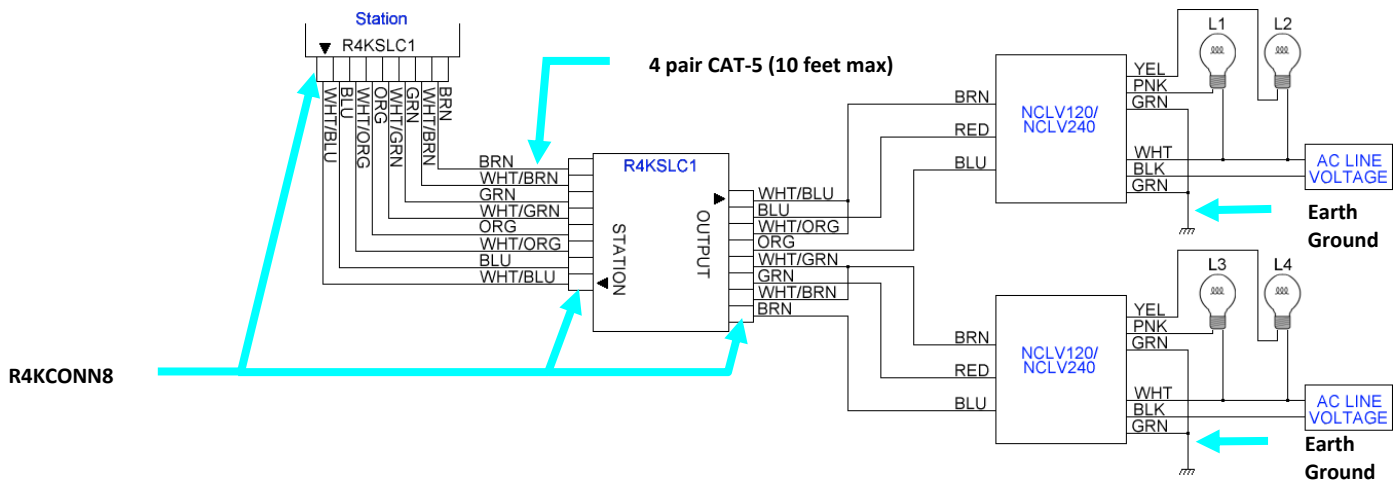 Station
R4KSLC1
WHT/BLU
BLU
WHT/ORG
ORG
WHT/GRN
GRN
WHT/BRN
BRN
4 pair CAT-5 (10 feet max)
BRN
WHT/BRN
GRN
WHT/GRN
ORG
WHT/ORG
BLU
WHT/BLU
R4KSLC1
STATION
OUTPUT
WHT/BLU
BLU
WHT/ORG
ORG
WHT/GRN
GRN
WHT/BRN
BRN
R4KCONN8
BRN
RED
BLU
NCLV120/
NCLV240
YEL
PNK
GRN
WHT
BLK
GRN
L1
L2
AC LINE
VOLTAGE
Earth
Ground
BRN
RED
BLU
NCLV120/
NCLV240
YEL
PNK
GRN
WHT
BLK
GRN
L3
L4
AC LINE
VOLTAGE
Earth
Ground